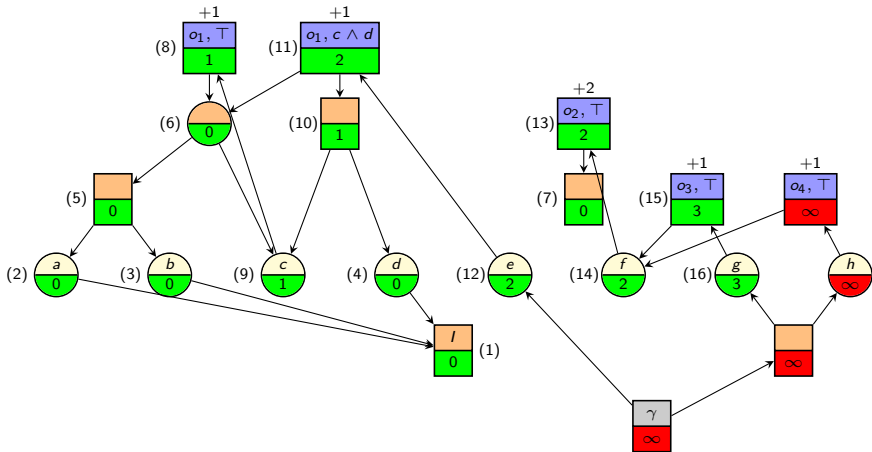 +1 +1
(8) o₁, ⊤ (11) o₁, c ∧ d
1 2
+2
(6) 0 (10) 1 (13) o₂, ⊤
2
+1 +1
(5) 0 (7) 0 (15) o₃, ⊤ o₄, ⊤
3 ∞
(2) a (3) b (9) c (4) d (12) e (14) f (16) g h
0 0 1 0 2 2 3 ∞
I (1)
0 ∞
γ
∞